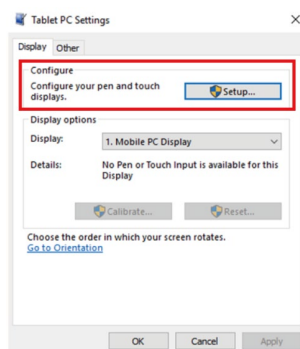 Tablet PC Settings
Display Other
Configure
Configure your pen and touch
displays.
Setup...
Display options
Display: 1. Mobile PC Display
Details: No Pen or Touch Input is available for this
Display
Calibrate... Reset...
Choose the order in which your screen rotates.
Go to Orientation
OK Cancel Apply